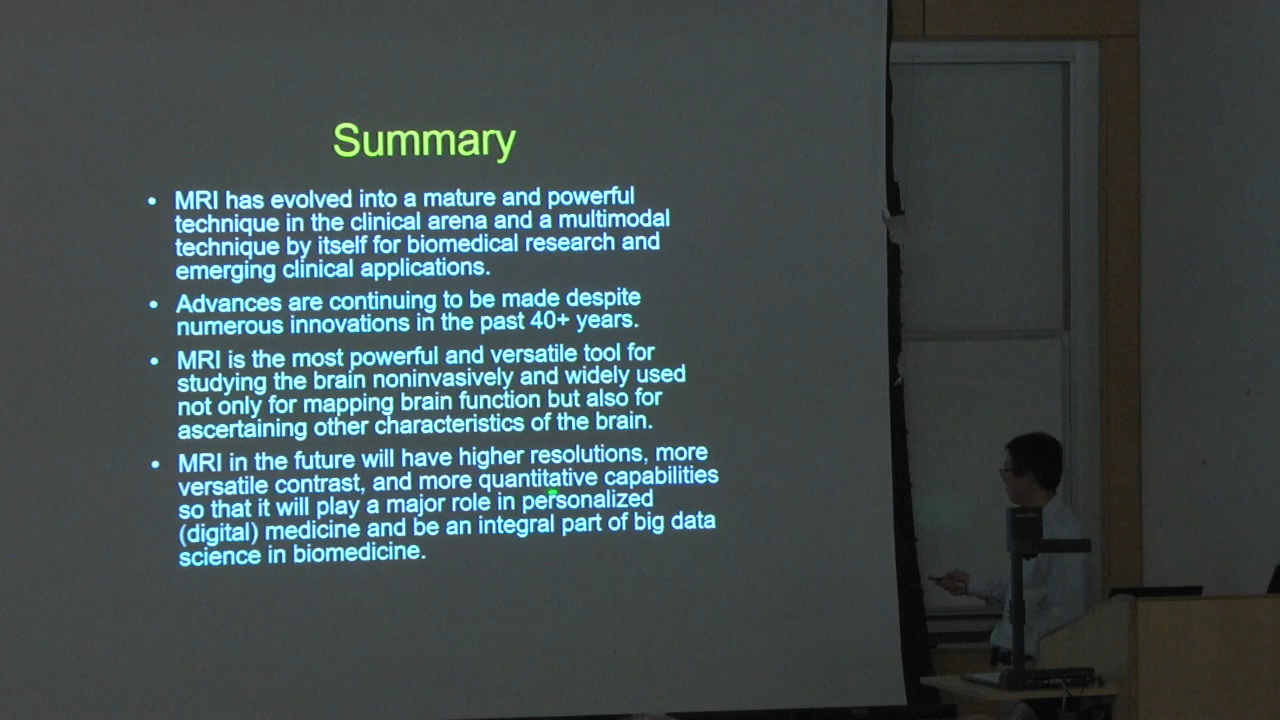 Summary
• MRI has evolved into a mature and powerful
technique in the clinical arena and a multimodal
technique by itself for biomedical research and
emerging clinical applications.
• Advances are continuing to be made despite
numerous innovations in the past 40+ years.
• MRI is the most powerful and versatile tool for
studying the brain noninvasively and widely used
not only for mapping brain function but also for
ascertaining other characteristics of the brain.
• MRI in the future will have higher resolutions, more
versatile contrast, and more quantitative capabilities
so that it will play a major role in personalized
(digital) medicine and be an integral part of big data
science in biomedicine.